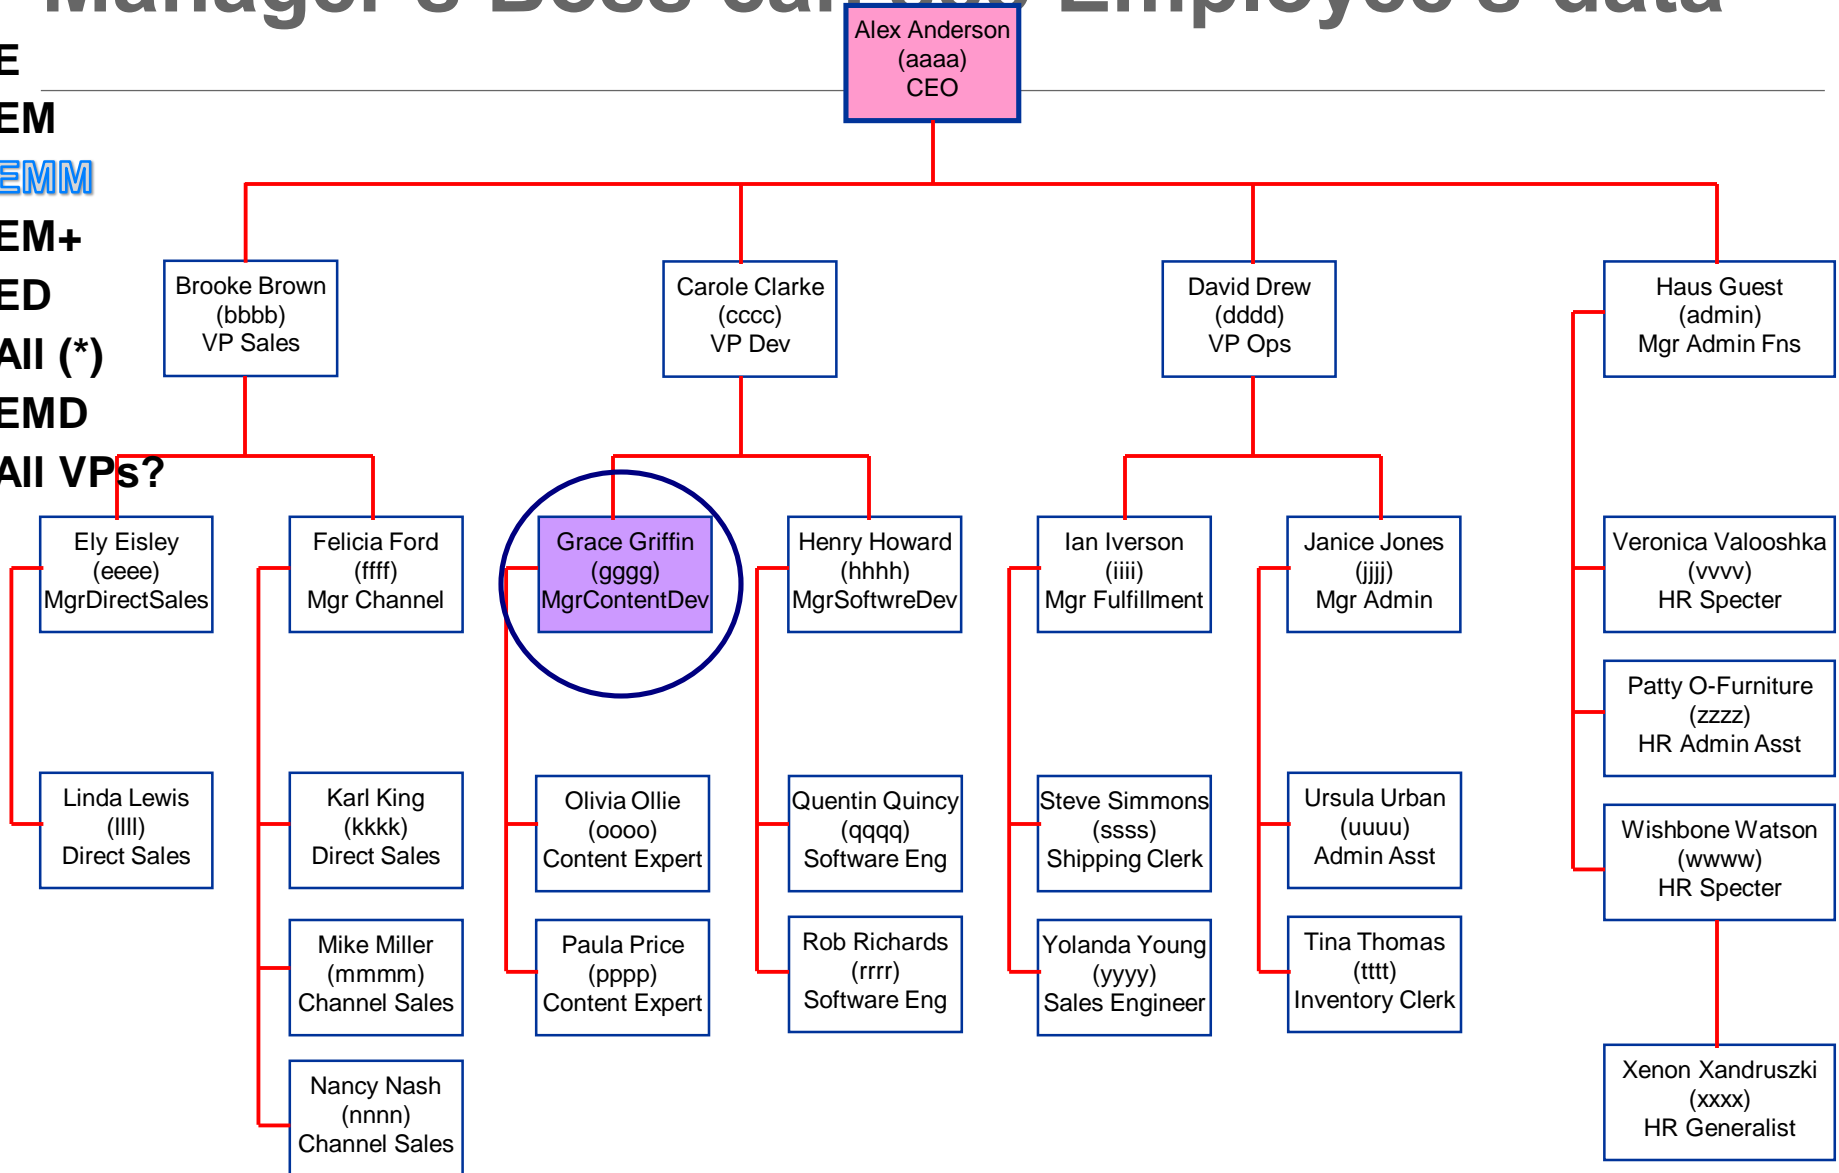 Manager's Boss can see Employee's data
E
EM
EMM
EM+
ED
All (*)
EMD
All VPs?
Alex Anderson
(aaaa)
CEO
Brooke Brown
(bbbb)
VP Sales
Carole Clarke
(cccc)
VP Dev
David Drew
(dddd)
VP Ops
Haus Guest
(admin)
Mgr Admin Fns
Ely Eisley
(eeee)
MgrDirectSales
Felicia Ford
(ffff)
Mgr Channel
Grace Griffin
(gggg)
MgrContentDev
Henry Howard
(hhhh)
MgrSoftwreDev
Ian Iverson
(iiii)
Mgr Fulfillment
Janice Jones
(jjjj)
Mgr Admin
Veronica Valooshka
(vvvv)
HR Specter
Patty O-Furniture
(zzzz)
HR Admin Asst
Linda Lewis
(llll)
Direct Sales
Karl King
(kkkk)
Direct Sales
Olivia Ollie
(oooo)
Content Expert
Quentin Quincy
(qqqq)
Software Eng
Steve Simmons
(ssss)
Shipping Clerk
Ursula Urban
(uuuu)
Admin Asst
Wishbone Watson
(wwww)
HR Specter
Mike Miller
(mmmm)
Channel Sales
Paula Price
(pppp)
Content Expert
Rob Richards
(rrrr)
Software Eng
Yolanda Young
(yyyy)
Sales Engineer
Tina Thomas
(tttt)
Inventory Clerk
Nancy Nash
(nnnn)
Channel Sales
Xenon Xandruszki
(xxxx)
HR Generalist